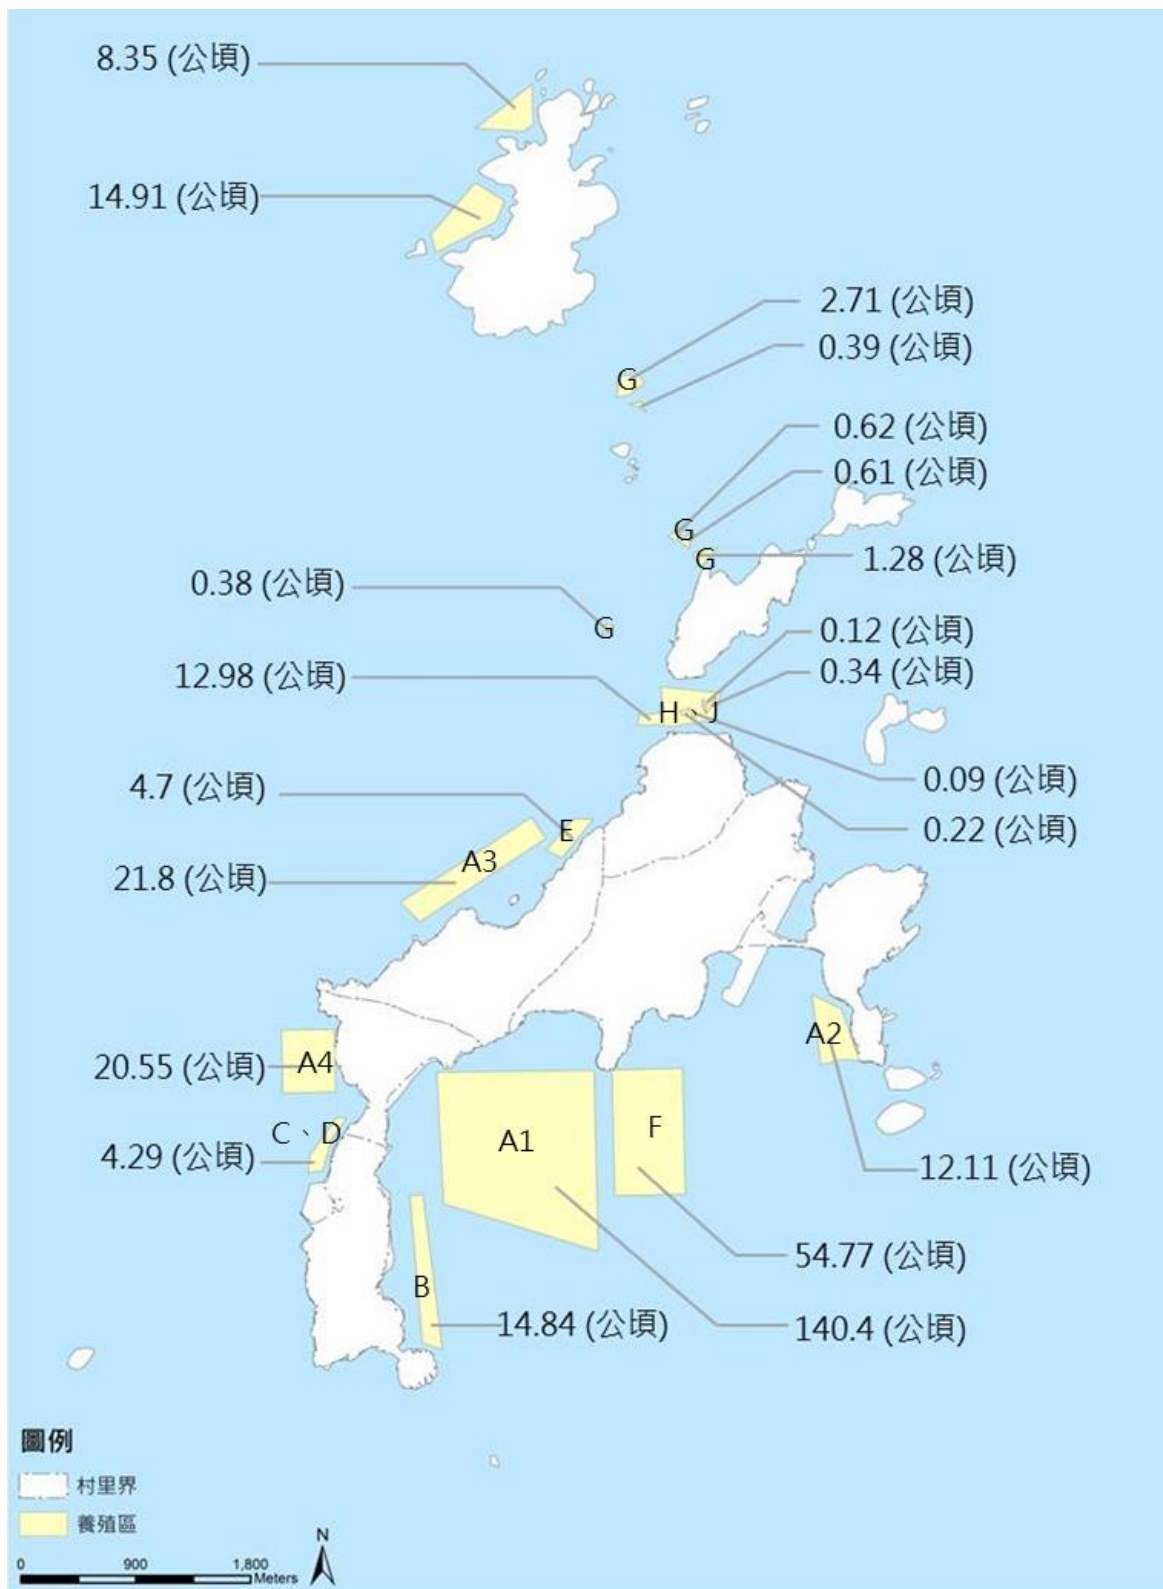 8.35 (公頃)
14.91 (公頃)
2.71 (公頃)
0.39 (公頃)
G
0.62 (公頃)
0.61 (公頃)
G
G
1.28 (公頃)
0.38 (公頃)
G
0.12 (公頃)
0.34 (公頃)
12.98 (公頃)
H、J
0.09 (公頃)
0.22 (公頃)
4.7 (公頃)
E
A3
21.8 (公頃)
A2
20.55 (公頃)
A4
C、D
4.29 (公頃)
A1
F
12.11 (公頃)
54.77 (公頃)
B
14.84 (公頃)
140.4 (公頃)
圖例
村里界
養殖區
N
0 900 1,800
Meters